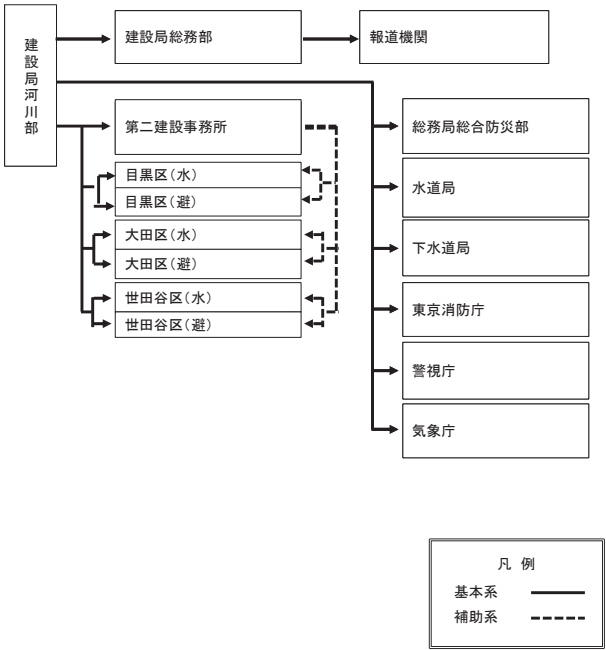 建設局河川部
建設局総務部
報道機関
第二建設事務所
目黒区(水)
目黒区(避)
大田区(水)
大田区(避)
世田谷区(水)
世田谷区(避)
総務局総合防災部
水道局
下水道局
東京消防庁
警視庁
気象庁
凡 例
基本系
補助系